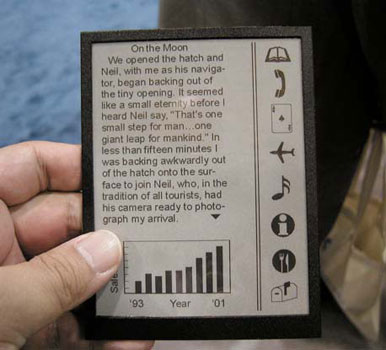 On the Moon
We opened the hatch and
Neil, with me as his naviga-
tor, began backing out of
the tiny opening. It seemed
like a small eternity before I
heard Neil say, "That's one
small step for man...one
giant leap for mankind." In
less than fifteen minutes I
was backing awkwardly out
of the hatch onto the sur-
face to join Neil, who, in the
tradition of all tourists, had
his camera ready to photo-
graph my arrival.
'93 Year '01